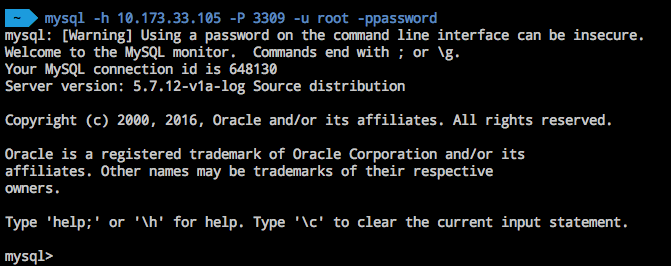 ~ mysql -h 10.173.33.105 -P 3309 -u root -ppassword
mysql: [Warning] Using a password on the command line interface can be insecure.
Welcome to the MySQL monitor.  Commands end with ; or \g.
Your MySQL connection id is 648130
Server version: 5.7.12-v1a-log Source distribution
Copyright (c) 2000, 2016, Oracle and/or its affiliates. All rights reserved.
Oracle is a registered trademark of Oracle Corporation and/or its
affiliates. Other names may be trademarks of their respective
owners.
Type 'help;' or '\h' for help. Type '\c' to clear the current input statement.
mysql>